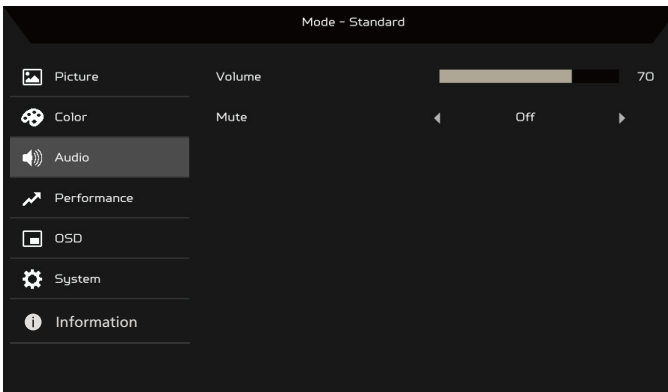 Mode - Standard
Picture
Volume
70
Color
Mute
Off
Audio
Performance
OSD
System
Information